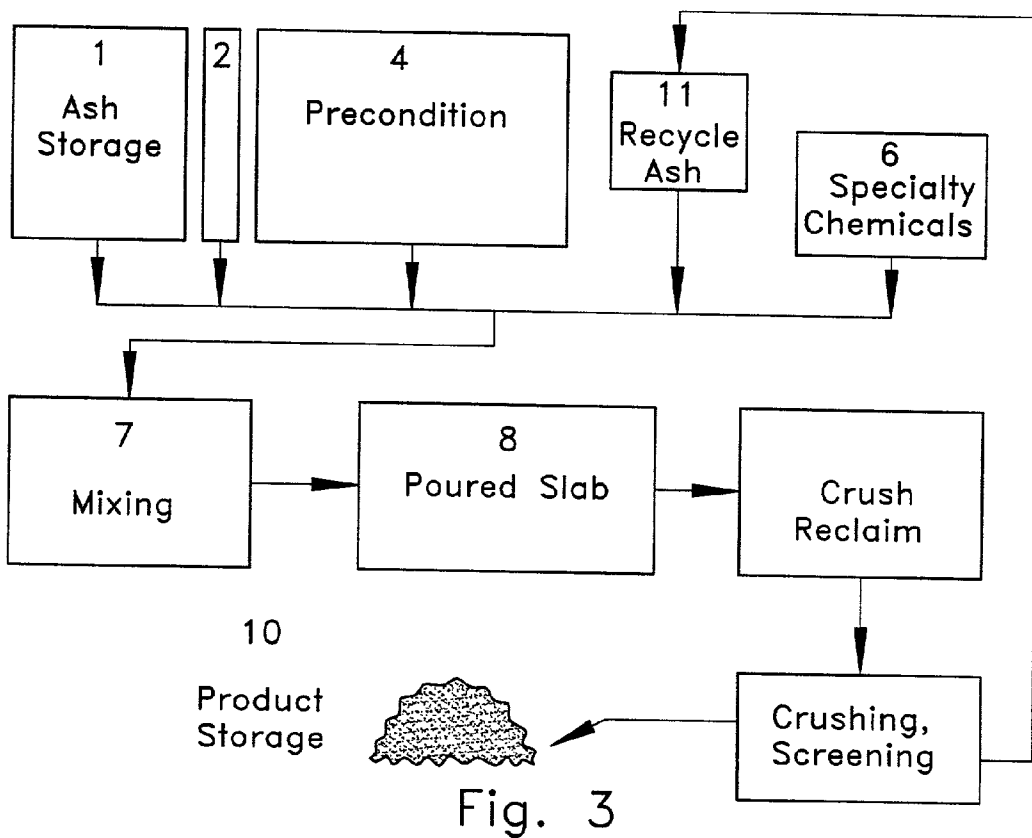 1
Ash
Storage
2
4
Precondition
11
Recycle
Ash
6
Specialty
Chemicals
7
Mixing
8
Poured Slab
Crush
Reclaim
10
Product
Storage
Crushing,
Screening
Fig. 3